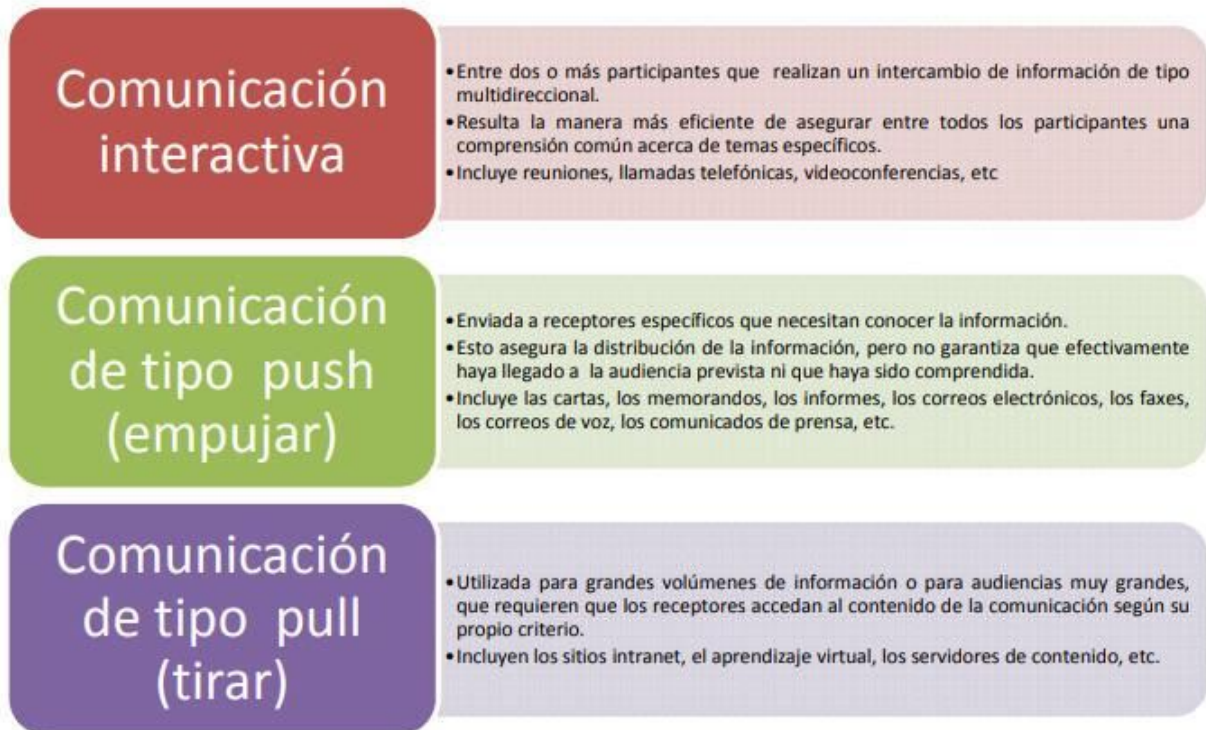 Comunicación
interactiva
•Entre dos o más participantes que realizan un intercambio de información de tipo
multidireccional.
•Resulta la manera más eficiente de asegurar entre todos los participantes una
comprensión común acerca de temas específicos.
•Incluye reuniones, llamadas telefónicas, videoconferencias, etc
Comunicación
de tipo push
(empujar)
•Enviada a receptores específicos que necesitan conocer la información.
•Esto asegura la distribución de la información, pero no garantiza que efectivamente
haya llegado a la audiencia prevista ni que haya sido comprendida.
•Incluye las cartas, los memorandos, los informes, los correos electrónicos, los faxes,
los correos de voz, los comunicados de prensa, etc.
Comunicación
de tipo pull
(tirar)
•Utilizada para grandes volúmenes de información o para audiencias muy grandes,
que requieren que los receptores accedan al contenido de la comunicación según su
propio criterio.
•Incluyen los sitios intranet, el aprendizaje virtual, los servidores de contenido, etc.